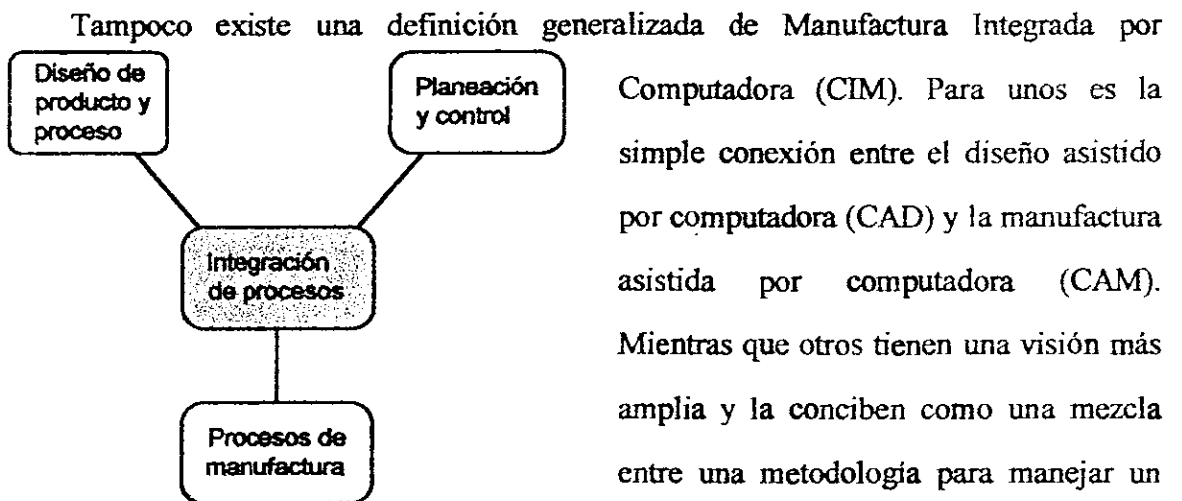 Tampoco existe una definición generalizada de Manufactura Integrada por
Diseño de
producto y
proceso
Planeación
y control
Integración
de procesos
Procesos de
manufactura
Computadora (CIM). Para unos es la
simple conexión entre el diseño asistido
por computadora (CAD) y la manufactura
asistida por computadora (CAM).
Mientras que otros tienen una visión más
amplia y la conciben como una mezcla
entre una metodología para manejar un